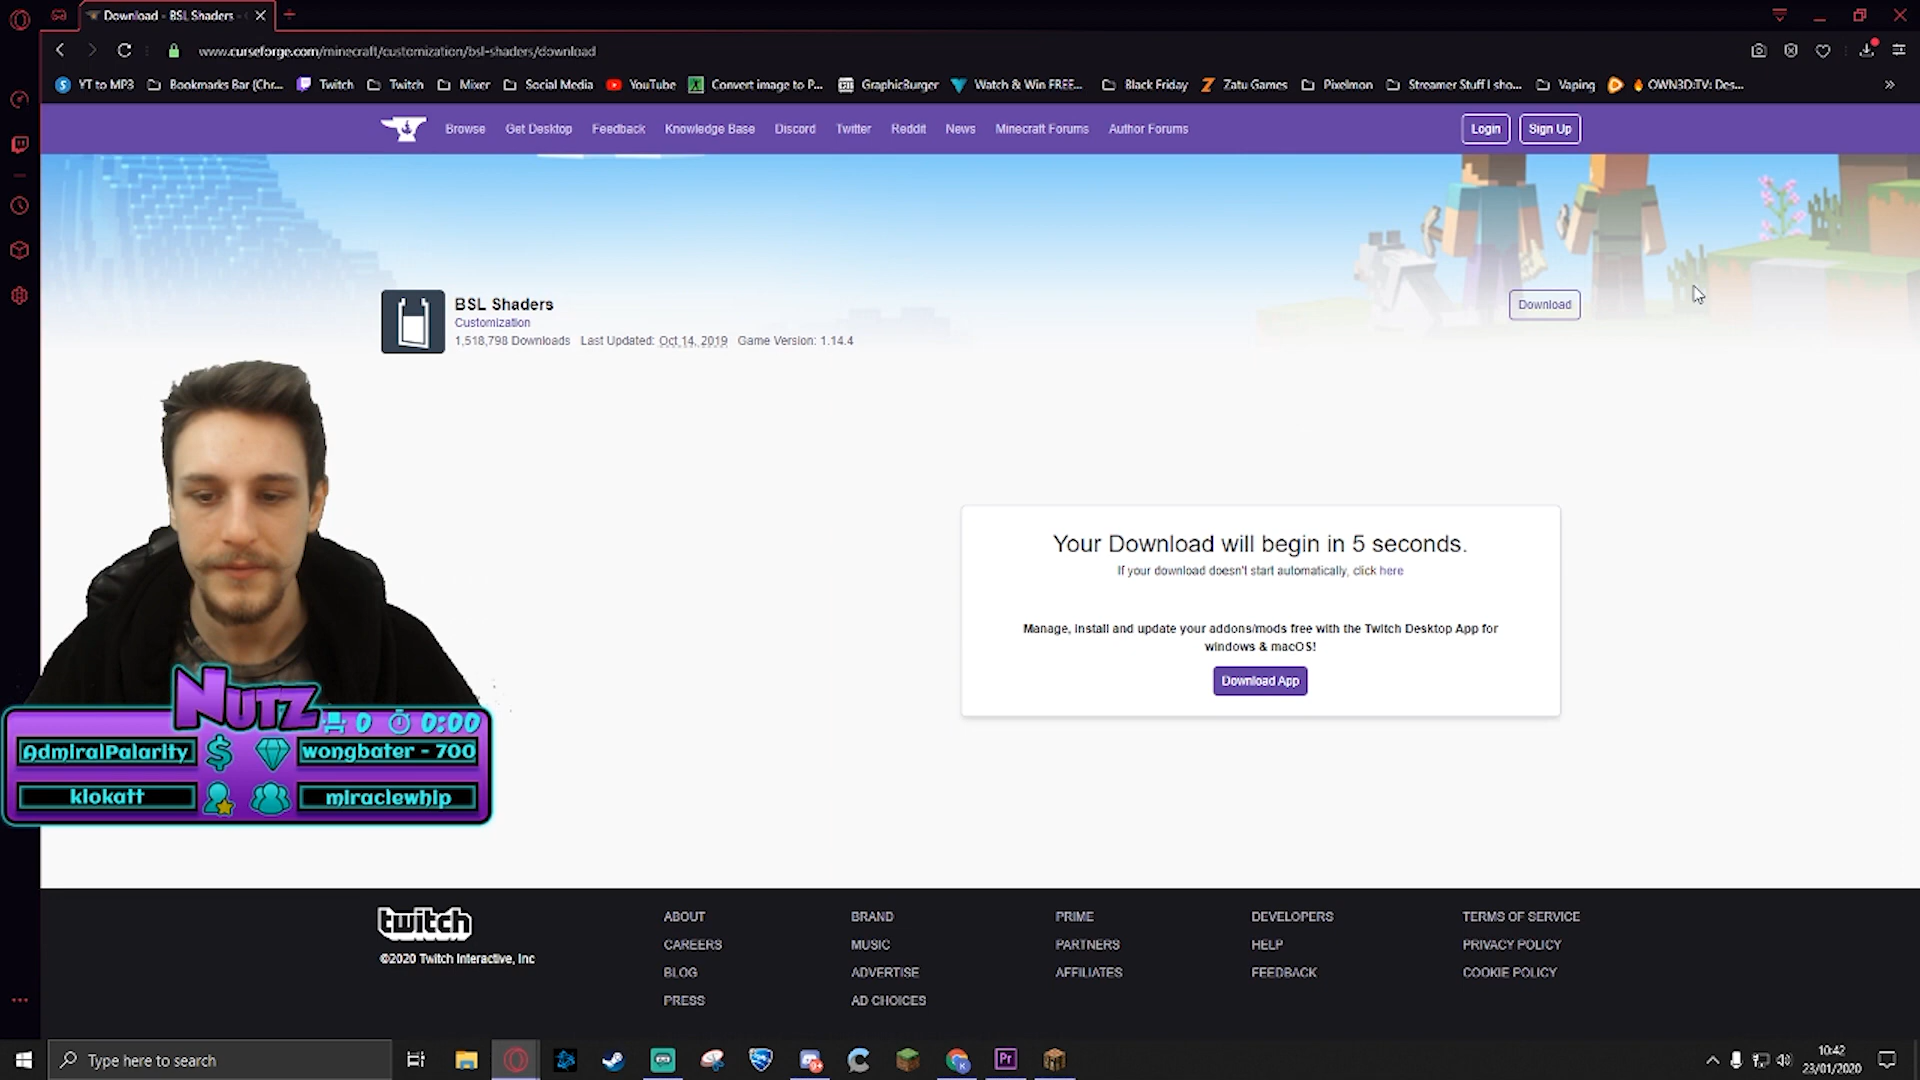 Download - BSL Shaders -
www.curseforge.com/minecraft/customization/bsl-shaders/download
YT to MP3
Bookmarks Bar (Chr...
Twitch
Twitch
Mixer
Social Media
YouTube
Convert image to P...
GraphicBurger
Watch & Win FREE...
Black Friday
Zatu Games
Pixelmon
Streamer Stuff I sho...
Vaping
OWN3D.TV: Des...
Browse
Get Desktop
Feedback
Knowledge Base
Discord
Twitter
Reddit
News
Minecraft Forums
Author Forums
Login
Sign Up
BSL Shaders
Customization
1,518,798 Downloads Last Updated: Oct 14, 2019 Game Version: 1.14.4
Download
Your Download will begin in 5 seconds.
If your download doesn't start automatically, click here
Manage, install and update your addons/mods free with the Twitch Desktop App for
windows & macOS!
Download App
NUTZ
0
0:00
AdmiralPalarity
$
wongbater - 700
klokatt
miraclewhip
twitch
©2020 Twitch Interactive, Inc
ABOUT
CAREERS
BLOG
PRESS
BRAND
MUSIC
ADVERTISE
AD CHOICES
PRIME
PARTNERS
AFFILIATES
DEVELOPERS
HELP
FEEDBACK
TERMS OF SERVICE
PRIVACY POLICY
COOKIE POLICY
Type here to search
Pr
10:42
23/01/2020